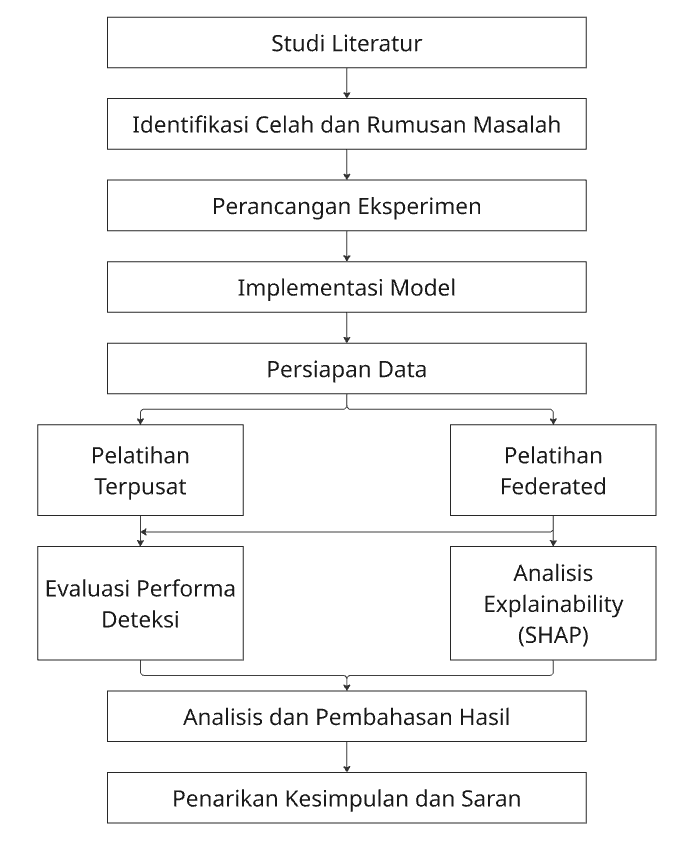 Studi Literatur
Identifikasi Celah dan Rumusan Masalah
Perancangan Eksperimen
Implementasi Model
Persiapan Data
Pelatihan
Terpusat
Pelatihan
Federated
Evaluasi Performa
Deteksi
Analisis
Explainability
(SHAP)
Analisis dan Pembahasan Hasil
Penarikan Kesimpulan dan Saran